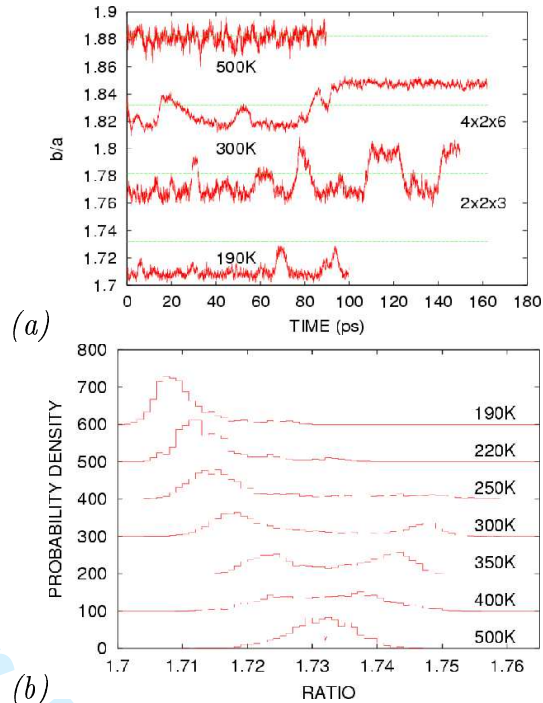 1.9
1.88
500K
1.86
1.84
4x2x6
1.82
b/a
1.8
300K
1.78
2x2x3
1.76
1.74
1.72
190K
1.7
0 20 40 60 80 100 120 140 160 180
TIME (ps)
(a)
800
700
190K
600
220K
500
250K
400
300K
300
350K
200
400K
100
500K
0
PROBABILITY DENSITY
1.7 1.71 1.72 1.73 1.74 1.75 1.76
RATIO
(b)